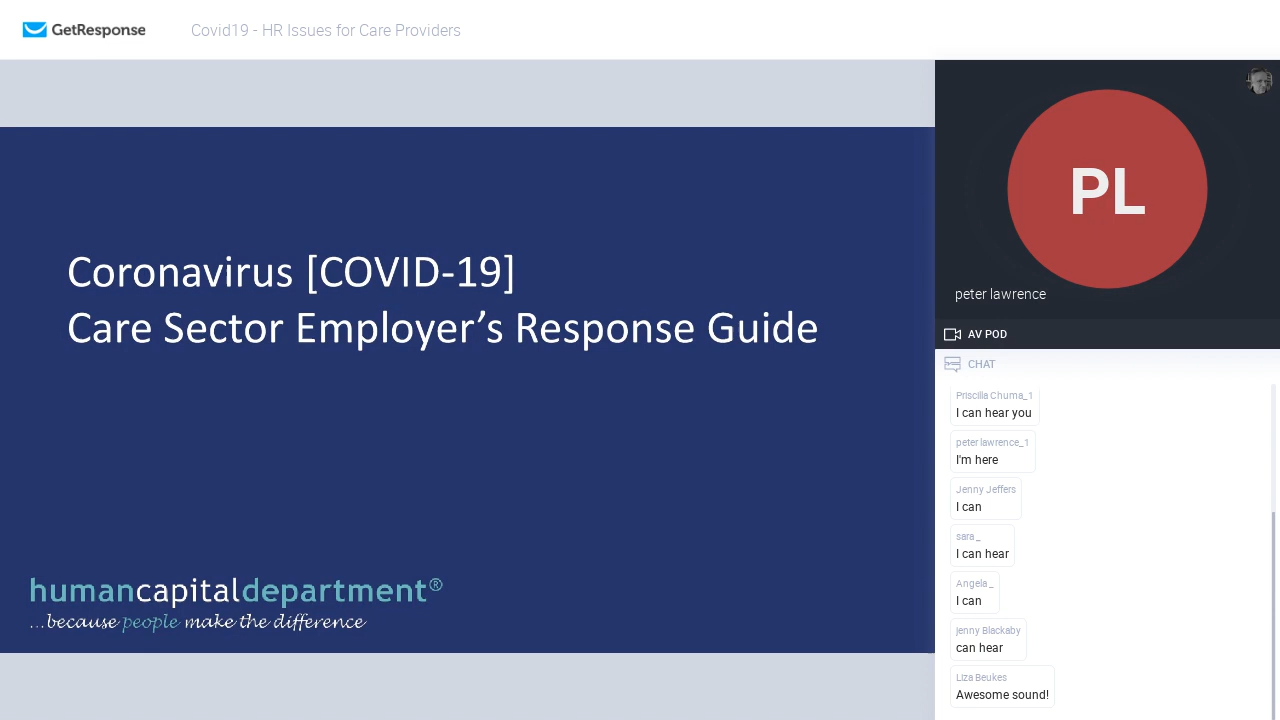 GetResponse
Covid19 - HR Issues for Care Providers
Coronavirus [COVID-19]
Care Sector Employer’s Response Guide
humancapitaldepartment®
...because people make the difference
PL
peter lawrence
AV POD
CHAT
Priscilla Chuma_1
I can hear you
peter lawrence_1
I'm here
Jenny Jeffers
I can
sara_
I can hear
Angela_
I can
jenny Blackaby
can hear
Liza Beukes
Awesome sound!